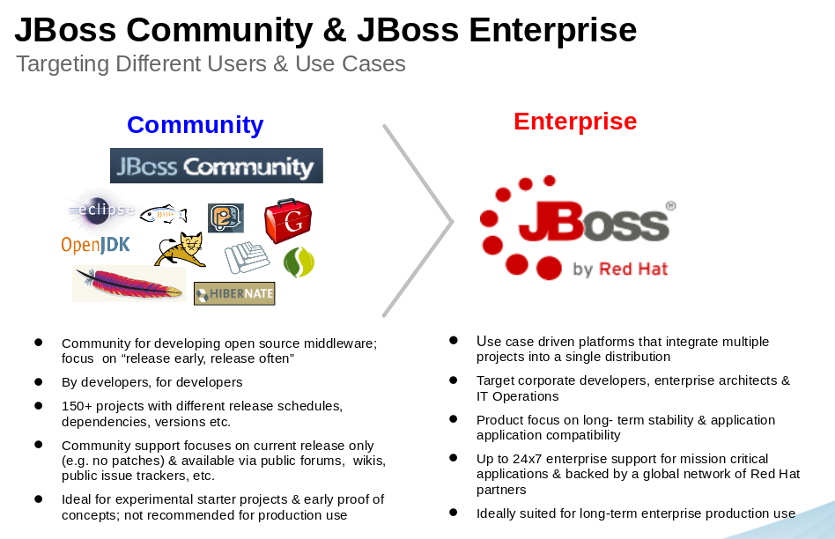 JBoss Community & JBoss Enterprise
Targeting Different Users & Use Cases
Community
JBoss Community
eclipse
OpenJDK
G
HIBERNATE
● Community for developing open source middleware;
focus on “release early, release often”
● By developers, for developers
● 150+ projects with different release schedules,
dependencies, versions etc.
● Community support focuses on current release only
(e.g. no patches) & available via public forums, wikis,
public issue trackers, etc.
● Ideal for experimental starter projects & early proof of
concepts; not recommended for production use
Enterprise
JBoss®
by Red Hat
● Use case driven platforms that integrate multiple
projects into a single distribution
● Target corporate developers, enterprise architects &
IT Operations
● Product focus on long- term stability & application
application compatibility
● Up to 24x7 enterprise support for mission critical
applications & backed by a global network of Red Hat
partners
● Ideally suited for long-term enterprise production use